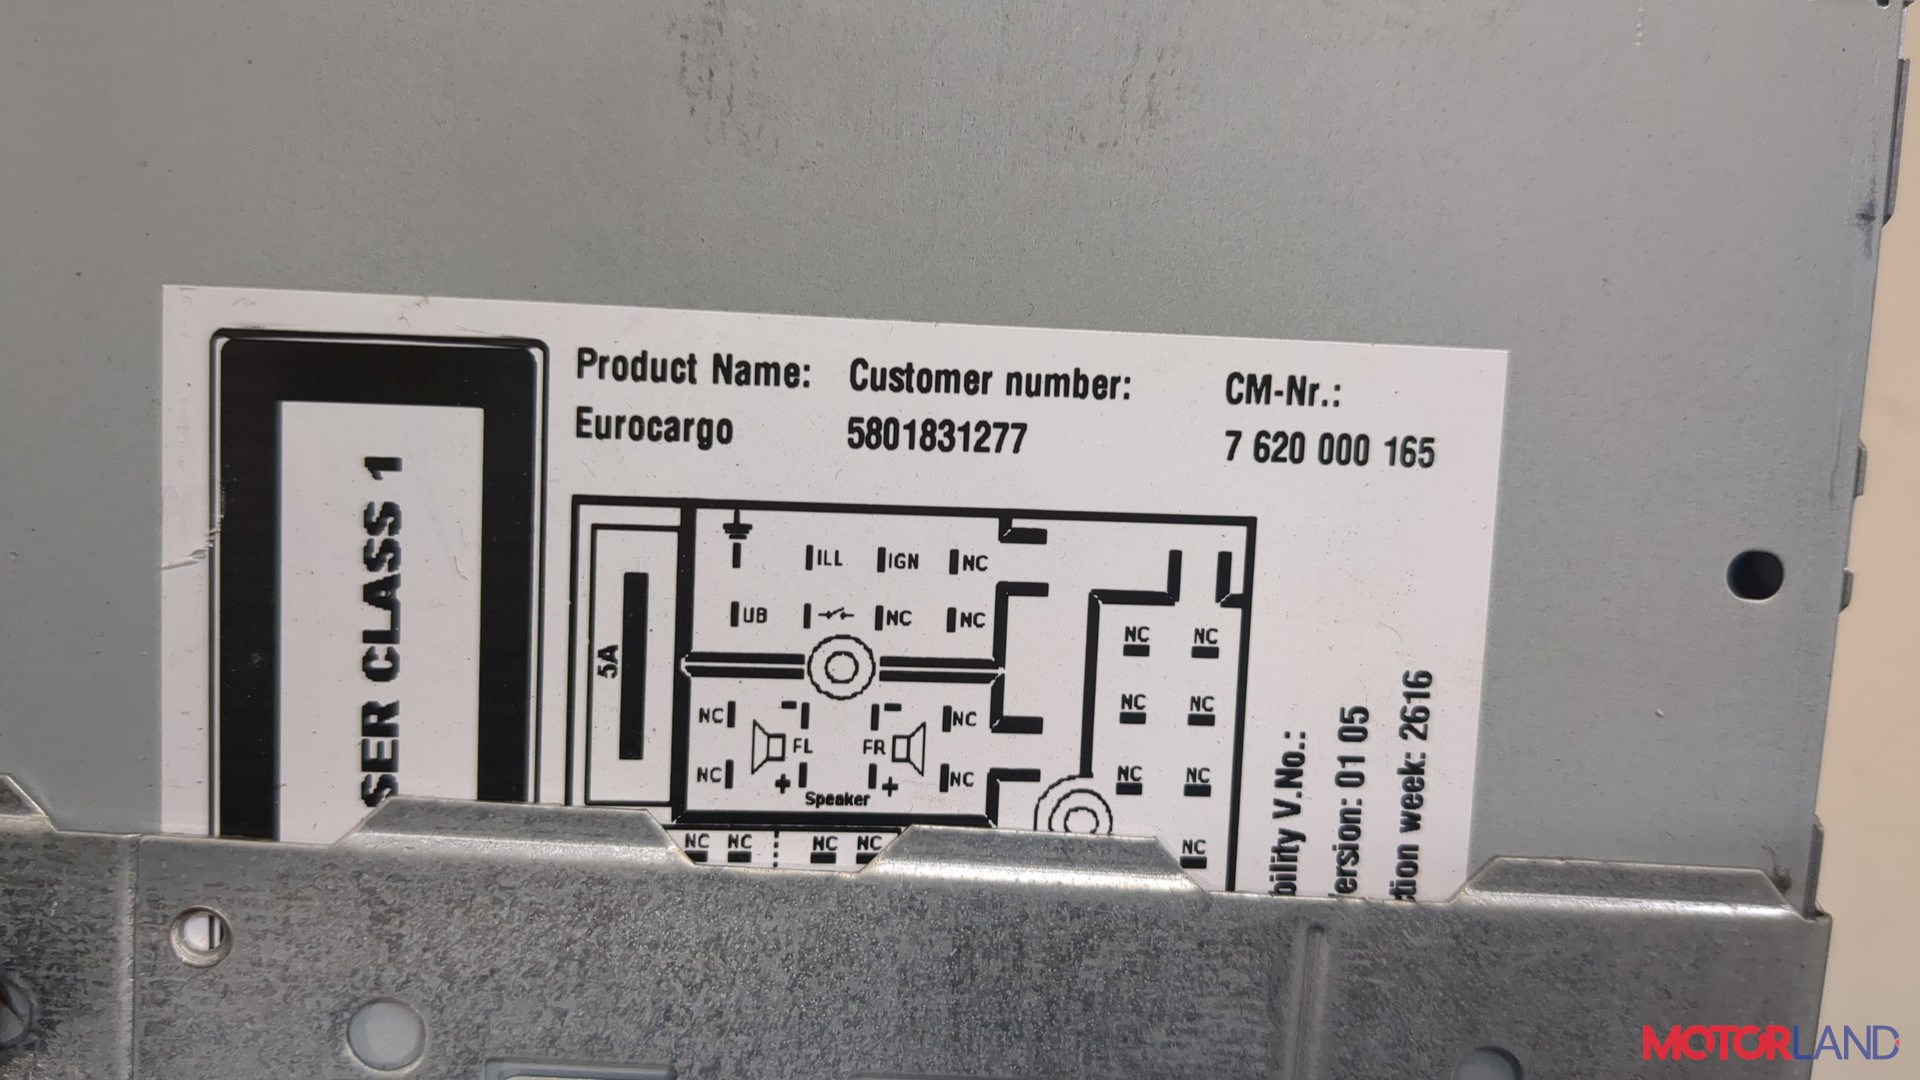 Product Name: Customer number: CM-Nr.:
Eurocargo 5801831277 7 620 000 165
SER CLASS 1
5A
ILL IGN NC
UB NC NC
NC - - NC
FL FR
NC + + NC
Speaker
NC NC NC NC
NC NC
NC NC
NC NC
NC
bility V.No.:
ersion: 01 05
ction week: 2616
MOTORLAND